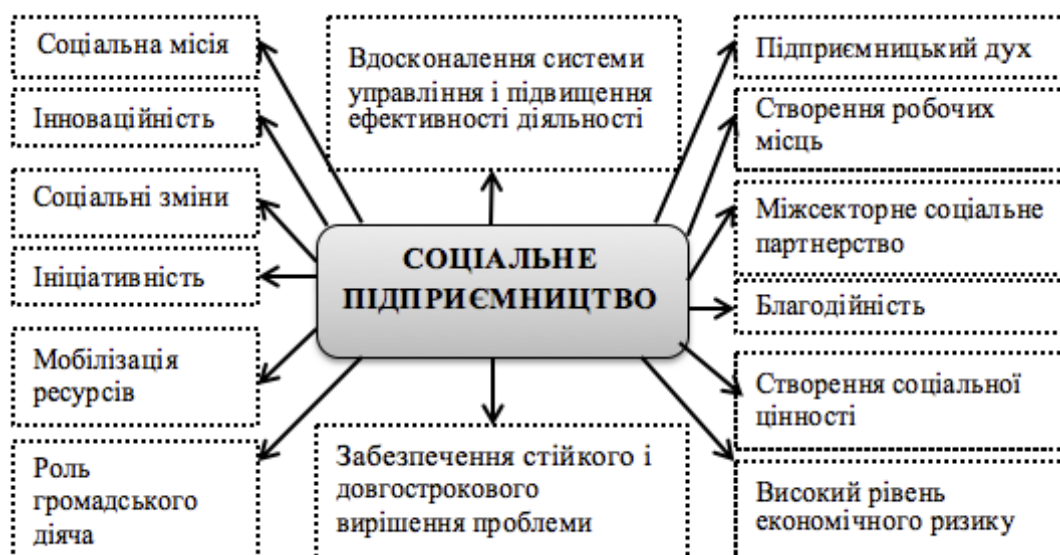 Соціальна місія
Інноваційність
Соціальні зміни
Ініціативність
Мобілізація
ресурсів
Роль
громадського
діяча
Вдосконалення системи
управління і підвищення
ефективності діяльності
СОЦІАЛЬНЕ
ПІДПРИЄМНИЦТВО
Забезпечення стійкого і
довгострокового
вирішення проблеми
Підприємницький дух
Створення робочих
місць
Міжсекторне соціальне
партнерство
Благодійність
Створення соціальної
цінності
Високий рівень
економічного ризику